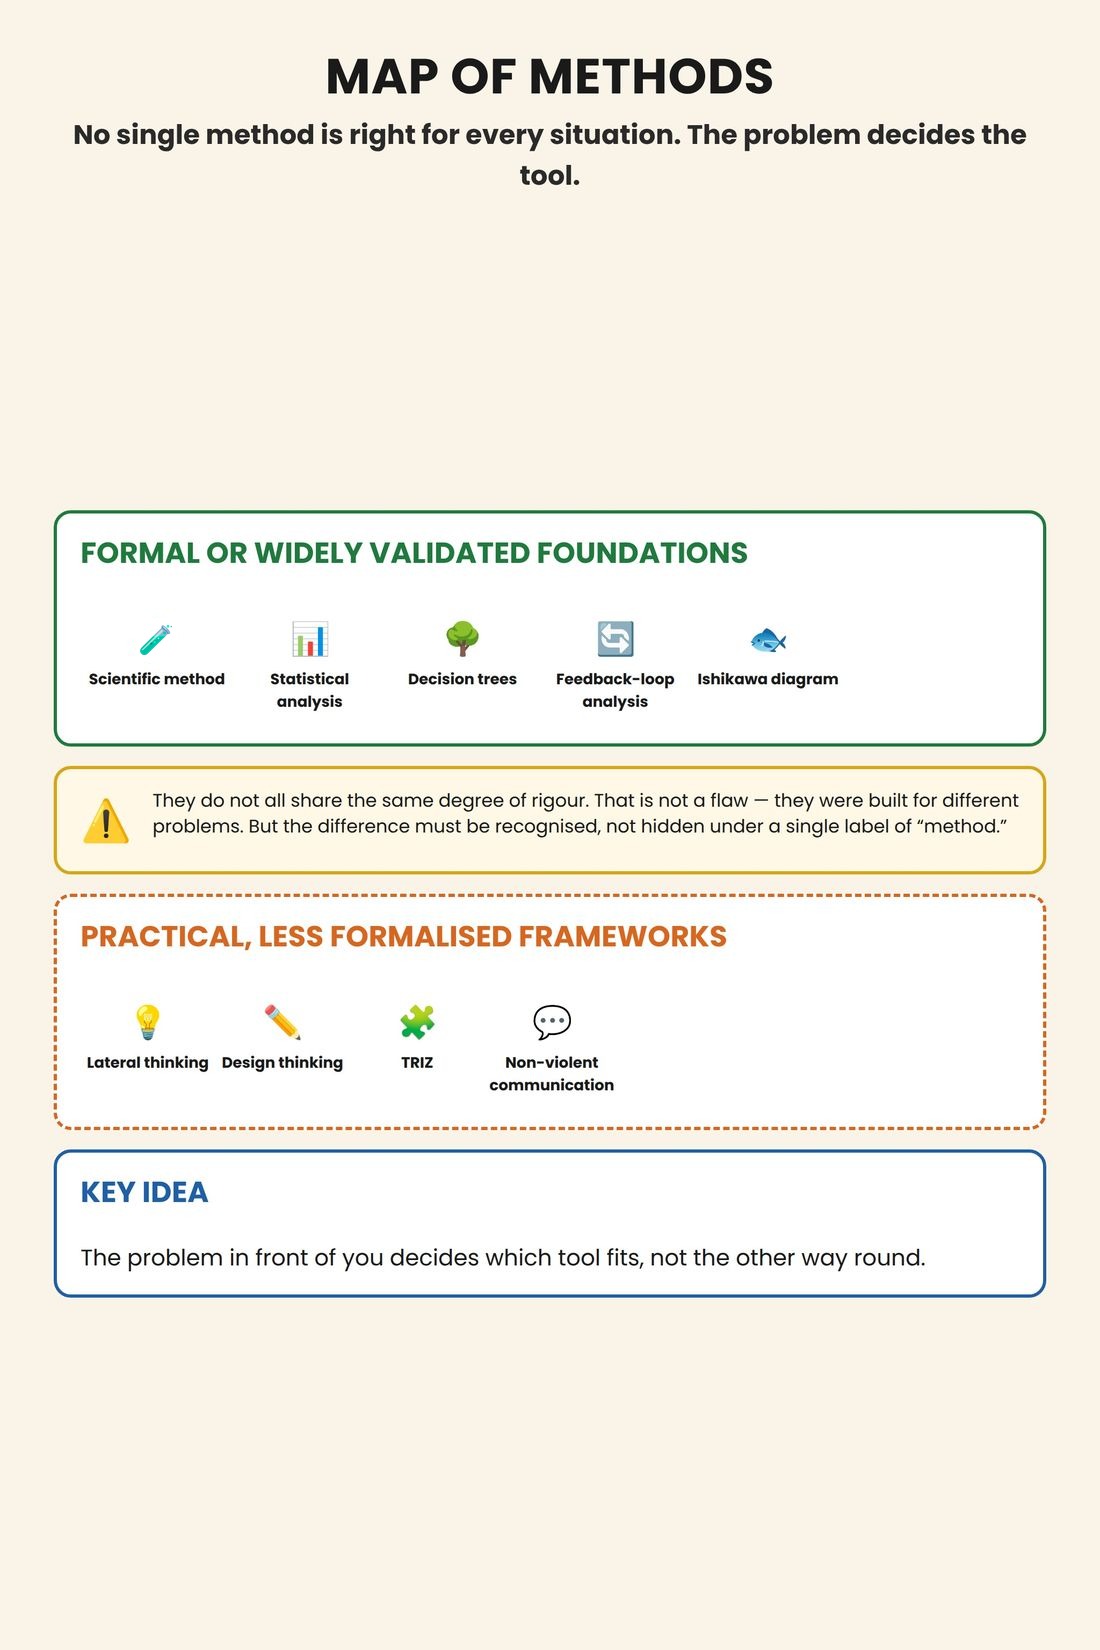 MAP OF METHODS
No single method is right for every situation. The problem decides the
tool.
FORMAL OR WIDELY VALIDATED FOUNDATIONS
Scientific method
Statistical
analysis
Decision trees
Feedback-loop
analysis
Ishikawa diagram
They do not all share the same degree of rigour. That is not a flaw — they were built for different
problems. But the difference must be recognised, not hidden under a single label of “method.”
PRACTICAL, LESS FORMALISED FRAMEWORKS
Lateral thinking
Design thinking
TRIZ
Non-violent
communication
KEY IDEA
The problem in front of you decides which tool fits, not the other way round.